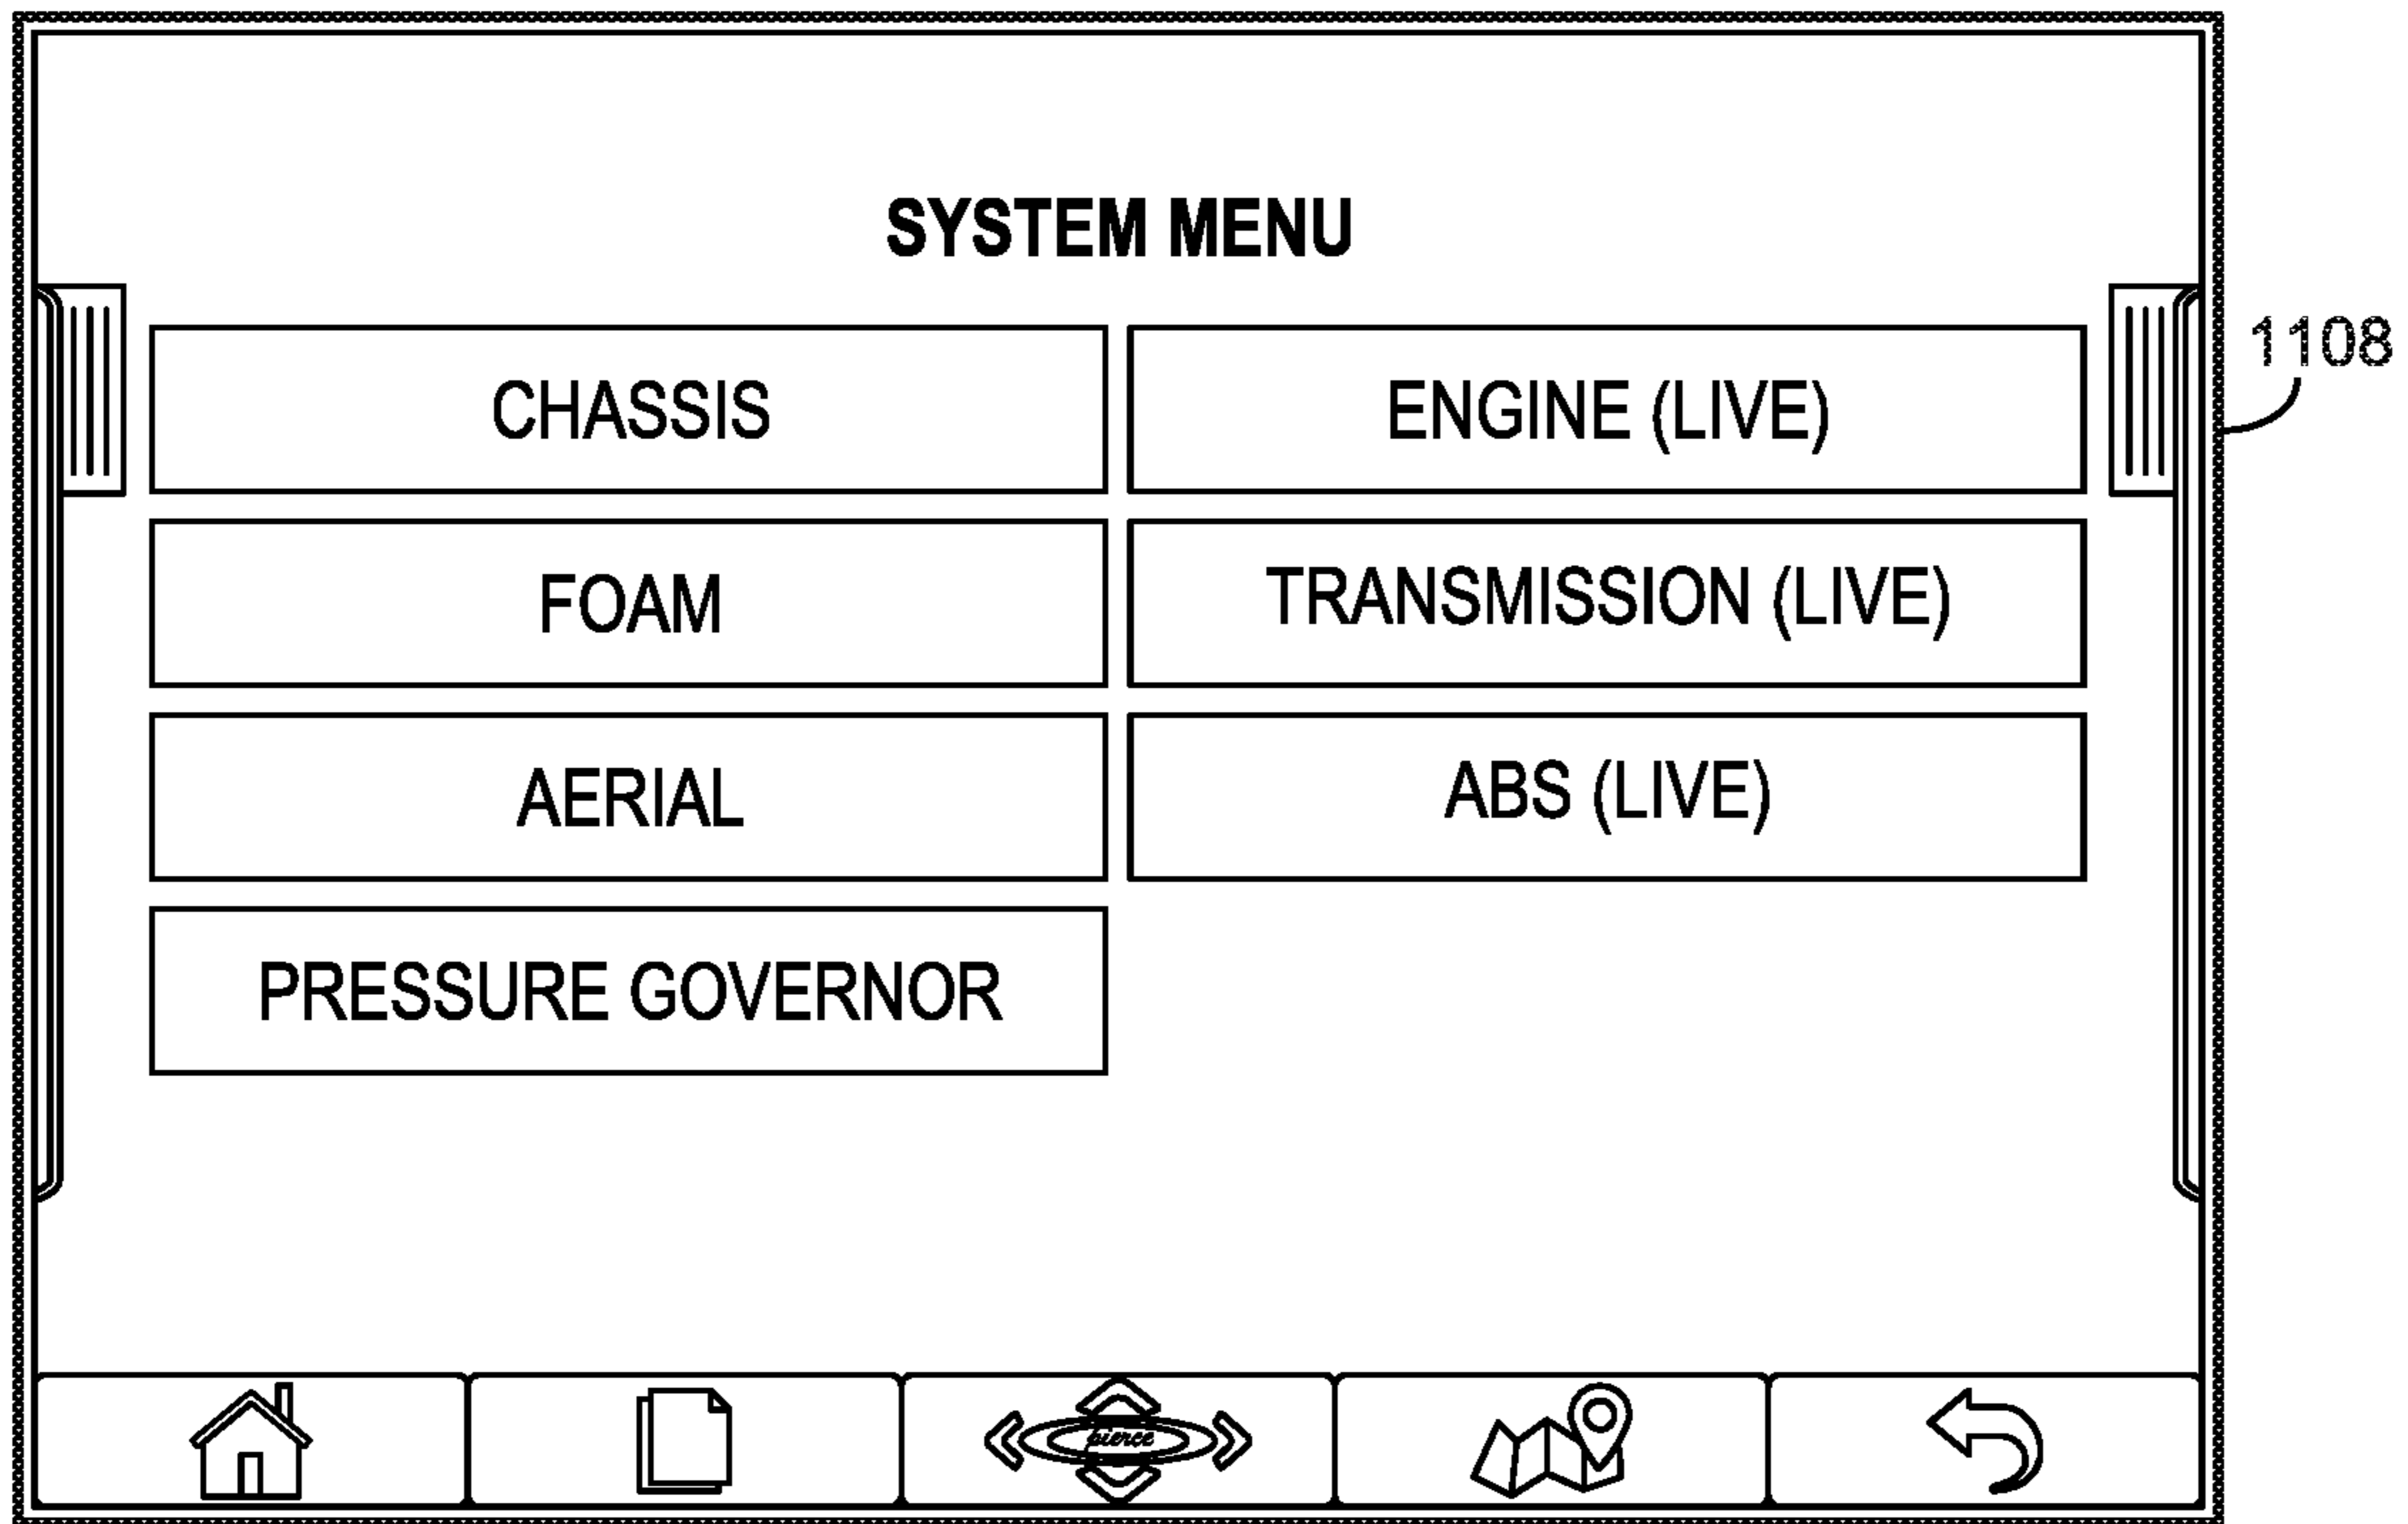 SYSTEM MENU
CHASSIS
ENGINE (LIVE)
1108
FOAM
TRANSMISSION (LIVE)
AERIAL
ABS (LIVE)
PRESSURE GOVERNOR
pierce